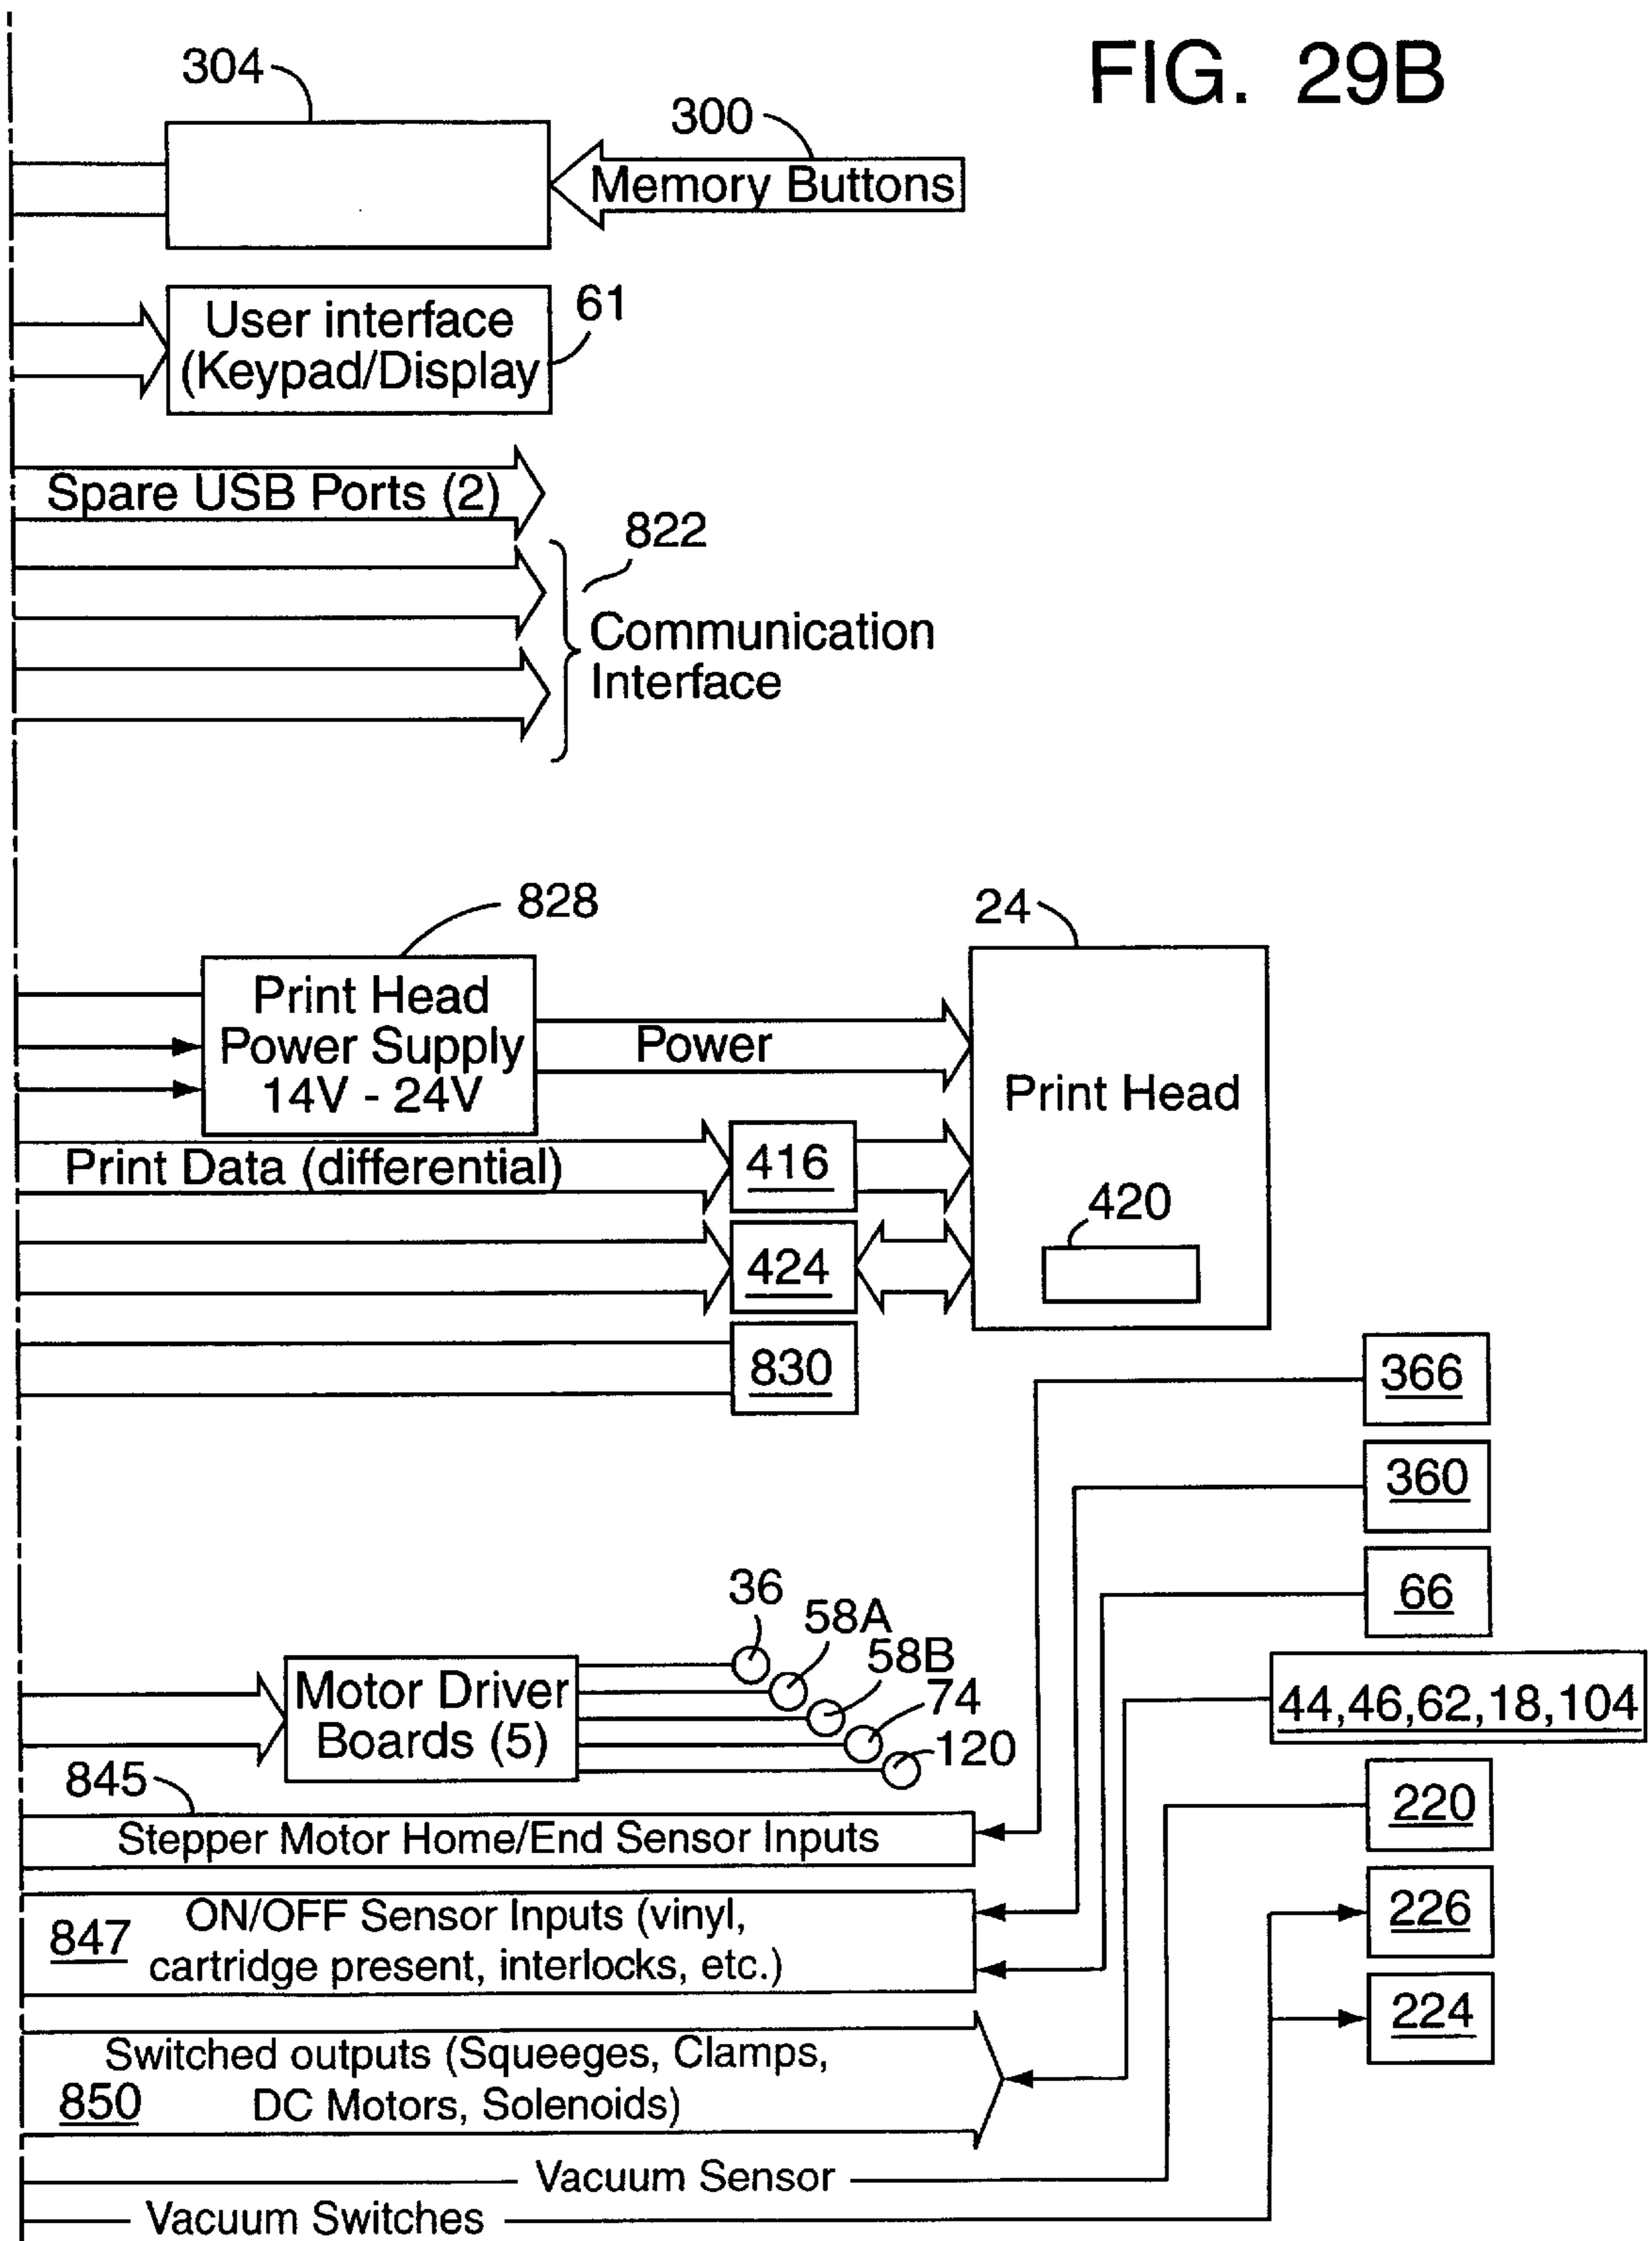 FIG. 29B
304
300
Memory Buttons
User interface
(Keypad/Display
61
Spare USB Ports (2)
822
Communication
Interface
828
24
Print Head
Power Supply
14V - 24V
Power
Print Head
Print Data (differential)
416
420
424
830
366
360
66
36
58A
58B
74
120
Motor Driver
Boards (5)
44,46,62,18,104
845
Stepper Motor Home/End Sensor Inputs
220
847
ON/OFF Sensor Inputs (vinyl,
cartridge present, interlocks, etc.)
226
224
Switched outputs (Squeeges, Clamps,
DC Motors, Solenoids)
850
Vacuum Sensor
Vacuum Switches